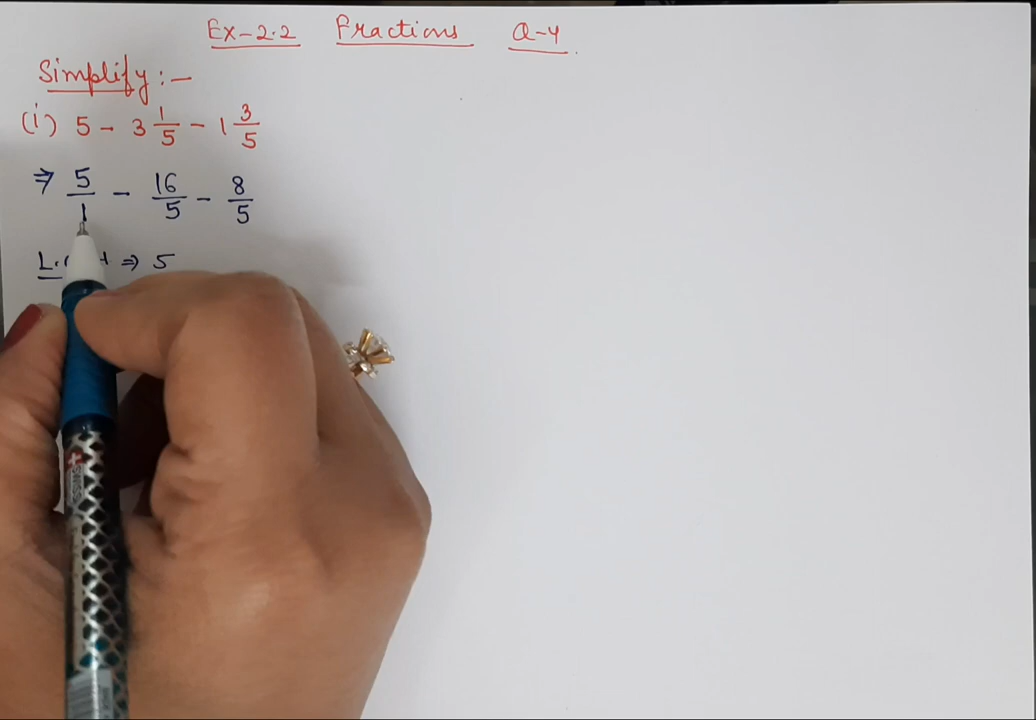 Ex-2.2 Fractions Q-4
Simplify:-
(i) 5 - 3 1/5 - 1 3/5
⇒ 5/1 - 16/5 - 8/5
⇒ 5
SWISS